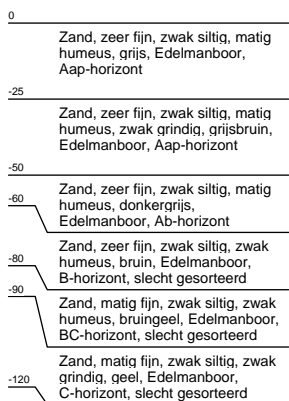 0
Zand, zeer fijn, zwak siltig, matig
humeus, grijs, Edelmanboor,
Aap-horizont
-25
Zand, zeer fijn, zwak siltig, matig
humeus, zwak grindig, grijsbruin,
Edelmanboor, Aap-horizont
-50
Zand, zeer fijn, zwak siltig, matig
-60
humeus, donkergrijs,
Edelmanboor, Ab-horizont
Zand, zeer fijn, zwak siltig, zwak
-80
humeus, bruin, Edelmanboor,
B-horizont, slecht gesorteerd
-90
Zand, matig fijn, zwak siltig, zwak
humeus, bruingeel, Edelmanboor,
BC-horizont, slecht gesorteerd
Zand, matig fijn, zwak siltig, zwak
-120
grindig, geel, Edelmanboor,
C-horizont, slecht gesorteerd